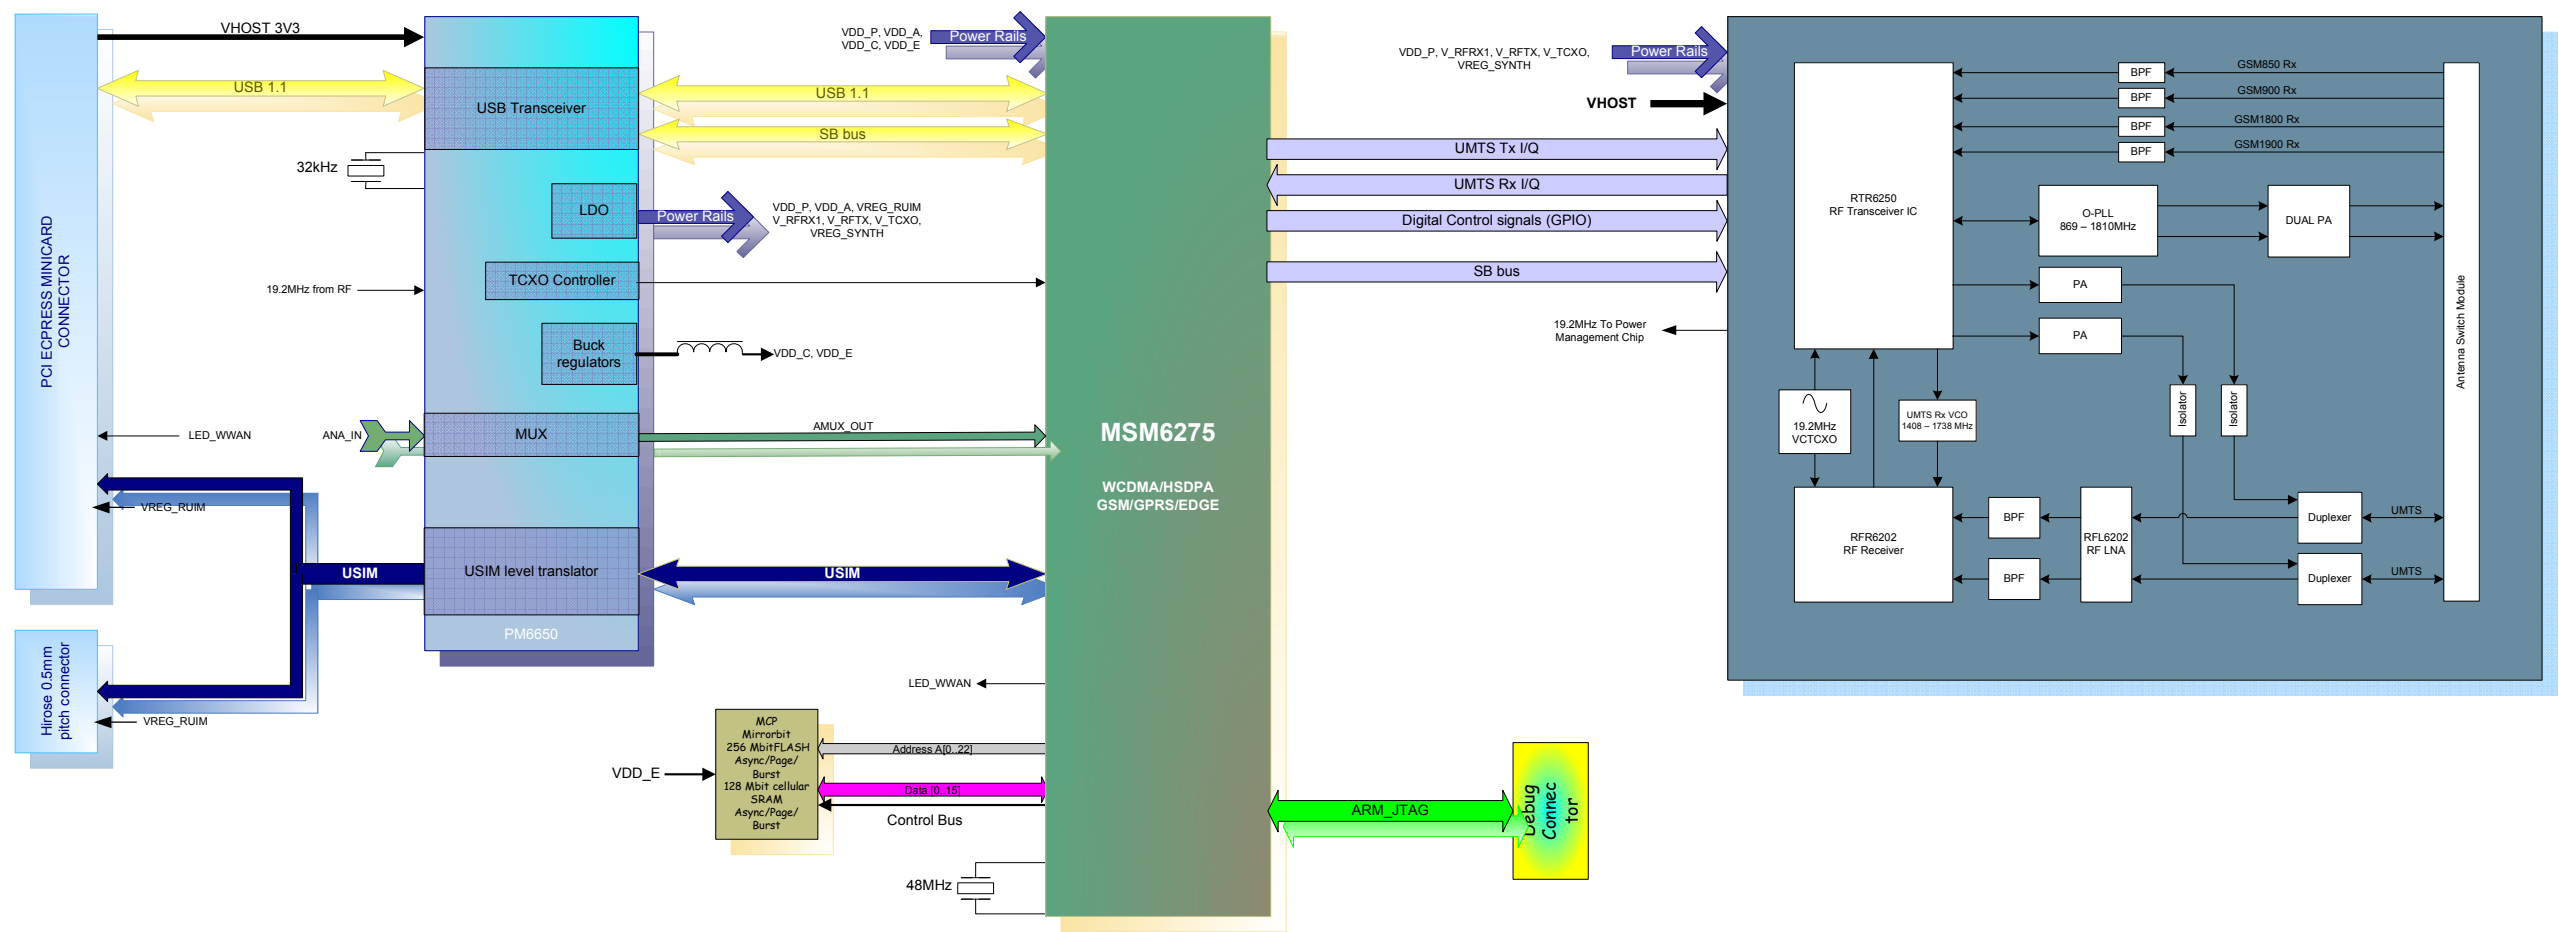 VHOST 3V3
USB 1.1
PCI ECPRESS MINICARD
CONNECTOR
32kHz
19.2MHz from RF
LED_WWAN
ANA_IN
VREG_RUIM
USIM
Hirose 0.5mm
pitch connector
VREG_RUIM
USB Transceiver
LDO
TCXO Controller
Buck
regulators
MUX
USIM level translator
PM6650
VDD_P, VDD_A,
VDD_C, VDD_E
Power Rails
USB 1.1
SB bus
Power Rails
VDD_P, VDD_A, VREG_RUIM
V_RFRX1, V_RFTX, V_TCXO,
VREG_SYNTH
VDD_C, VDD_E
AMUX_OUT
USIM
LED_WWAN
MCP
Mirrorbit
256 MbitFLASH
Async/Page/
Burst
128 Mbit cellular
SRAM
Async/Page/
Burst
VDD_E
Address A[0..22]
Data [0..15]
Control Bus
48MHz
MSM6275
WCDMA/HSDPA
GSM/GPRS/EDGE
VDD_P, V_RFRX1, V_RFTX, V_TCXO,
VREG_SYNTH
Power Rails
VHOST
UMTS Tx I/Q
UMTS Rx I/Q
Digital Control signals (GPIO)
SB bus
19.2MHz To Power
Management Chip
ARM_JTAG
Debug
Connec
tor
RTR6250
RF Transceiver IC
BPF
GSM850 Rx
BPF
GSM900 Rx
BPF
GSM1800 Rx
BPF
GSM1900 Rx
O-PLL
869 – 1810MHz
DUAL PA
PA
PA
Antenna Switch Module
19.2MHz
VCTCXO
UMTS Rx VCO
1408 – 1738 MHz
Isolator
Isolator
RFR6202
RF Receiver
BPF
BPF
RFL6202
RF LNA
Duplexer
UMTS
Duplexer
UMTS